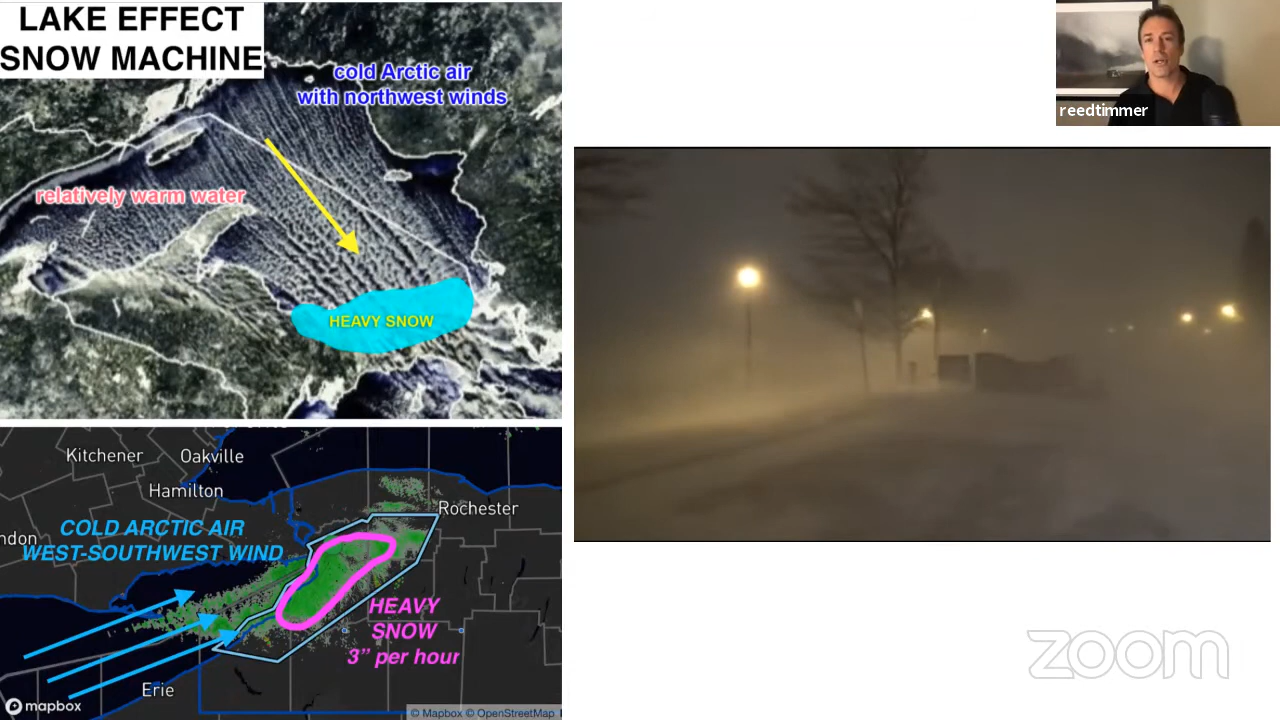 LAKE EFFECT
SNOW MACHINE
cold Arctic air
with northwest winds
relatively warm water
HEAVY SNOW
Kitchener
Oakville
Hamilton
Rochester
ndon
COLD ARCTIC AIR
WEST-SOUTHWEST WIND
HEAVY
SNOW
3” per hour
Erie
mapbox
© Mapbox © OpenStreetMap
reedtimmer
zoom